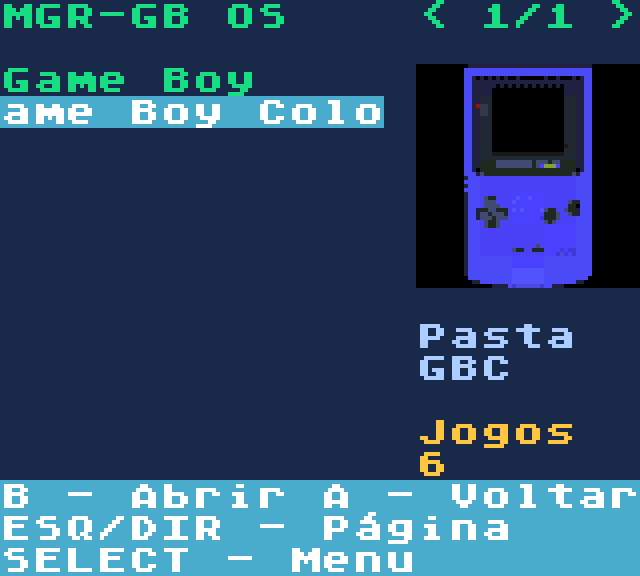 MGR-GB OS < 1/1 >
Game Boy
ame Boy Colo
Pasta
GBC
Jogos
6
B - Abrir A - Voltar
ESQ/DIR - Página
SELECT - Menu